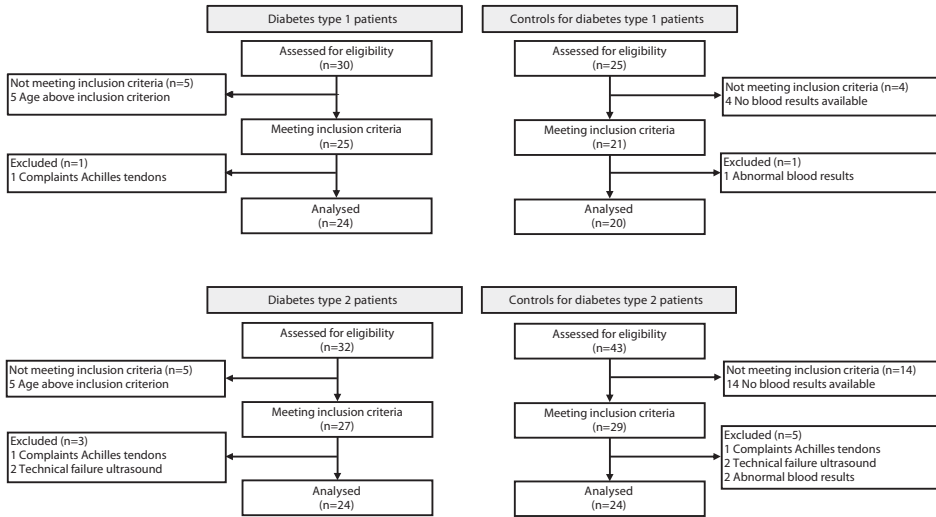 Diabetes type 1 patients
Assessed for eligibility
(n=30)
Not meeting inclusion criteria (n=5)
5 Age above inclusion criterion
Meeting inclusion criteria
(n=25)
Excluded (n=1)
1 Complaints Achilles tendons
Analysed
(n=24)
Controls for diabetes type 1 patients
Assessed for eligibility
(n=25)
Not meeting inclusion criteria (n=4)
4 No blood results available
Meeting inclusion criteria
(n=21)
Excluded (n=1)
1 Abnormal blood results
Analysed
(n=20)
Diabetes type 2 patients
Assessed for eligibility
(n=32)
Not meeting inclusion criteria (n=5)
5 Age above inclusion criterion
Meeting inclusion criteria
(n=27)
Excluded (n=3)
1 Complaints Achilles tendons
2 Technical failure ultrasound
Analysed
(n=24)
Controls for diabetes type 2 patients
Assessed for eligibility
(n=43)
Not meeting inclusion criteria (n=14)
14 No blood results available
Meeting inclusion criteria
(n=29)
Excluded (n=5)
1 Complaints Achilles tendons
2 Technical failure ultrasound
2 Abnormal blood results
Analysed
(n=24)